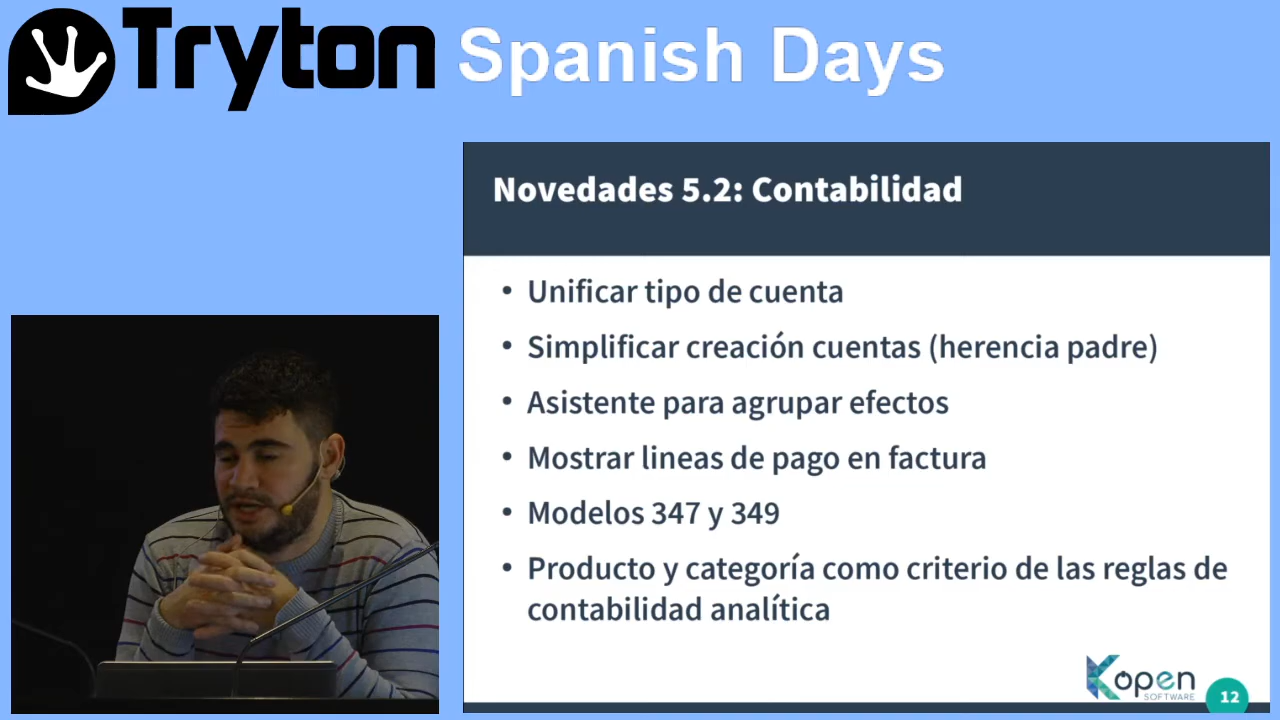 Tryton Spanish Days
Novedades 5.2: Contabilidad
• Unificar tipo de cuenta
• Simplificar creación cuentas (herencia padre)
• Asistente para agrupar efectos
• Mostrar lineas de pago en factura
• Modelos 347 y 349
• Producto y categoría como criterio de las reglas de
contabilidad analítica
Kopen
SOFTWARE
12